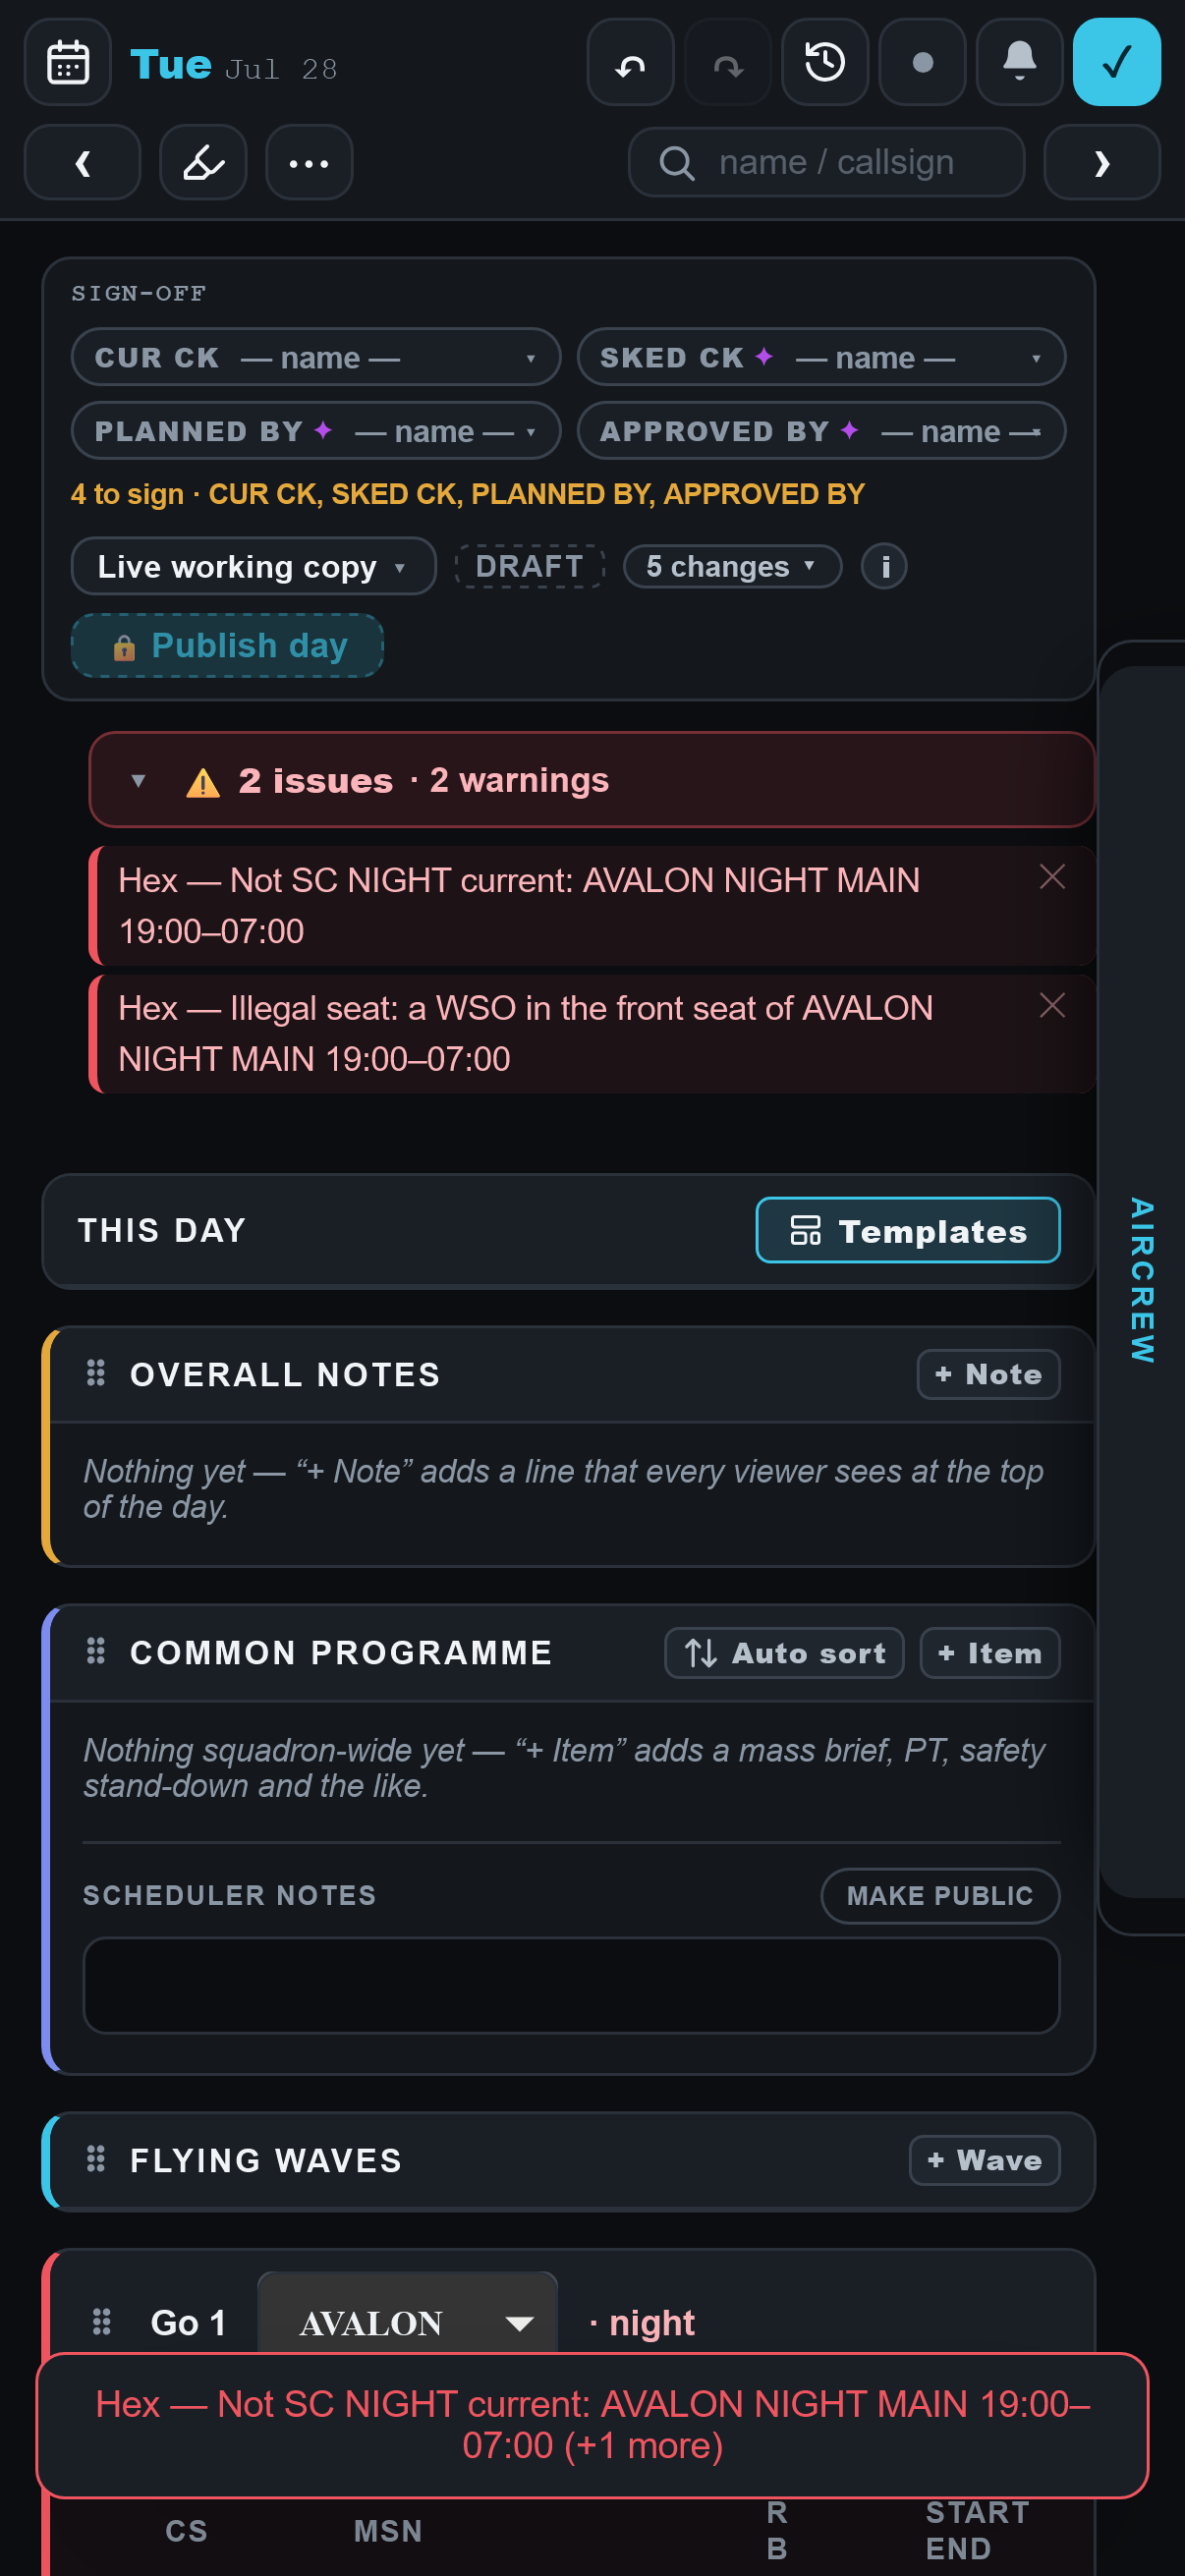 Tue Jul 28
name / callsign
SIGN-OFF
CUR CK — name —
SKED CK — name —
PLANNED BY — name —
APPROVED BY — name —
4 to sign · CUR CK, SKED CK, PLANNED BY, APPROVED BY
Live working copy
DRAFT
5 changes
i
Publish day
2 issues · 2 warnings
Hex — Not SC NIGHT current: AVALON NIGHT MAIN
19:00–07:00
Hex — Illegal seat: a WSO in the front seat of AVALON
NIGHT MAIN 19:00–07:00
AIRCREW
THIS DAY
Templates
OVERALL NOTES
+ Note
Nothing yet — “+ Note” adds a line that every viewer sees at the top
of the day.
COMMON PROGRAMME
Auto sort
+ Item
Nothing squadron-wide yet — “+ Item” adds a mass brief, PT, safety
stand-down and the like.
SCHEDULER NOTES
MAKE PUBLIC
FLYING WAVES
+ Wave
Go 1
AVALON
· night
Hex — Not SC NIGHT current: AVALON NIGHT MAIN 19:00–
07:00 (+1 more)
CS
MSN
R
B
START
END